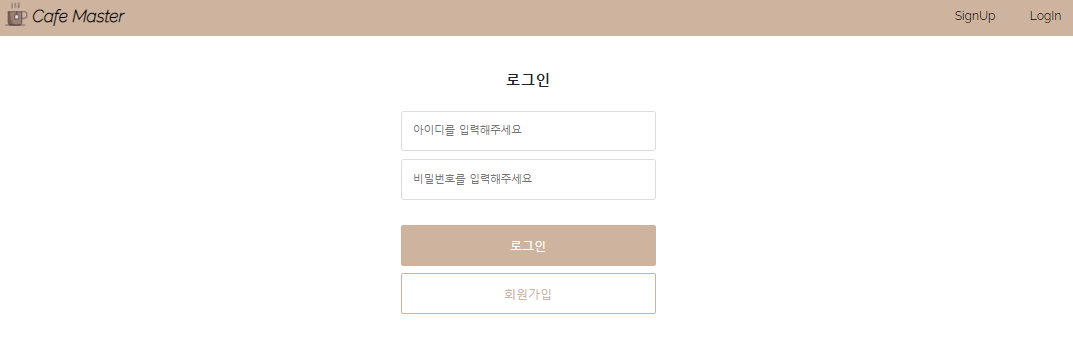 Cafe Master SignUp LogIn
로그인
아이디를 입력해주세요
비밀번호를 입력해주세요
로그인
회원가입